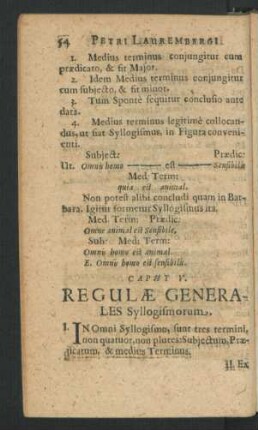 54 PETRI LAUREMBERGI
1. Medius terminus conjungitur cum
prædicato, & fit Major.
2. Idem Medius terminus conjungitur
cum subjecto, & fit minor.
3. Tum Spontè sequitur conclusio ante
data.
4. Medius terminus legitimè collocan-
dus, ut fiat Syllogismus, in Figura conveni-
enti.
Subject: Prædic:
Ut. Omnis homo ——— est ——— Sensibilis
Med: Term:
quia est animal.
Non potest alibi concludi quam in Bar-
bara. Igitur formetur Syllogismus ita.
Med. Term: Prædic:
Omne animal est Sensibile.
Sub: Med: Term:
Omnis homo est animal.
E. Omnis homo est sensibilis.
CAPUT V.
REGULÆ GENERA-
LES Syllogismorum.
I. IN Omni Syllogismo, sunt tres termini,
non quatuor, non plures: Subjectum, Præ-
dicatum, & medius Terminus.
II. Ex